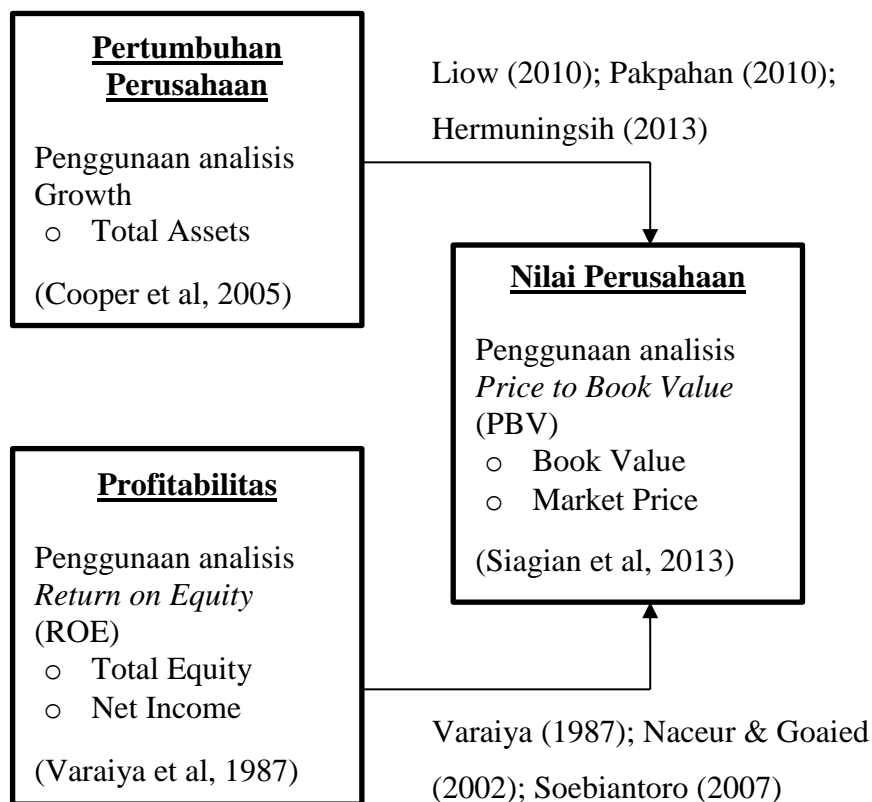 Pertumbuhan
Perusahaan
Penggunaan analisis
Growth
o Total Assets
(Cooper et al, 2005)
Liow (2010); Pakpahan (2010);
Hermuningsih (2013)
Nilai Perusahaan
Penggunaan analisis
Price to Book Value
(PBV)
o Book Value
o Market Price
(Siagian et al, 2013)
Profitabilitas
Penggunaan analisis
Return on Equity
(ROE)
o Total Equity
o Net Income
(Varaiya et al, 1987)
Varaiya (1987); Naceur & Goaied
(2002); Soebiantoro (2007)